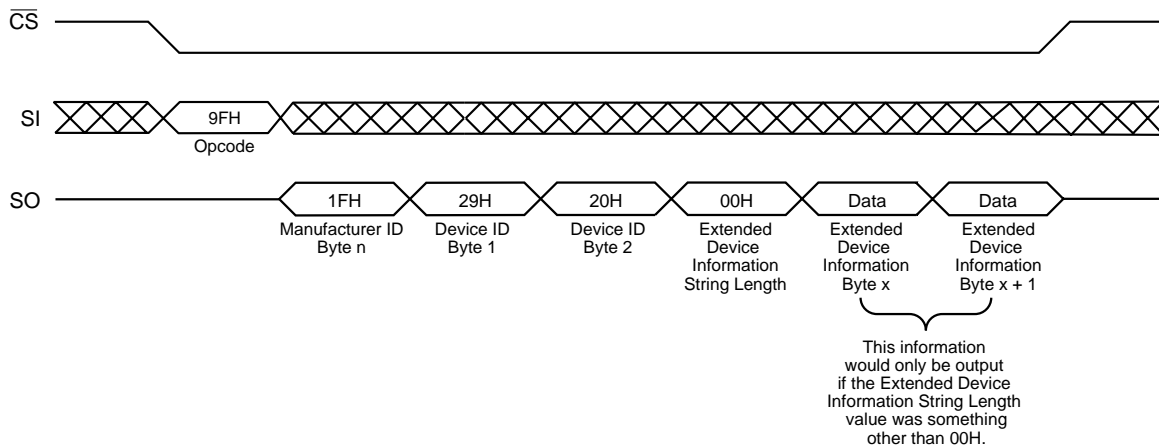 CS
SI
9FH
Opcode
SO
1FH
29H
20H
00H
Data
Data
Manufacturer ID
Byte n
Device ID
Byte 1
Device ID
Byte 2
Extended
Device
Information
String Length
Extended
Device
Information
Byte x
Extended
Device
Information
Byte x + 1
This information
would only be output
if the Extended Device
Information String Length
value was something
other than 00H.